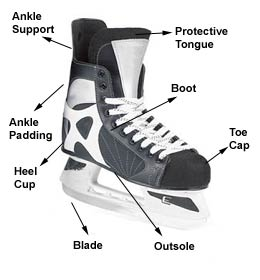 Ankle
Support
Protective
Tongue
Boot
Ankle
Padding
Toe
Cap
Heel
Cup
Blade
Outsole